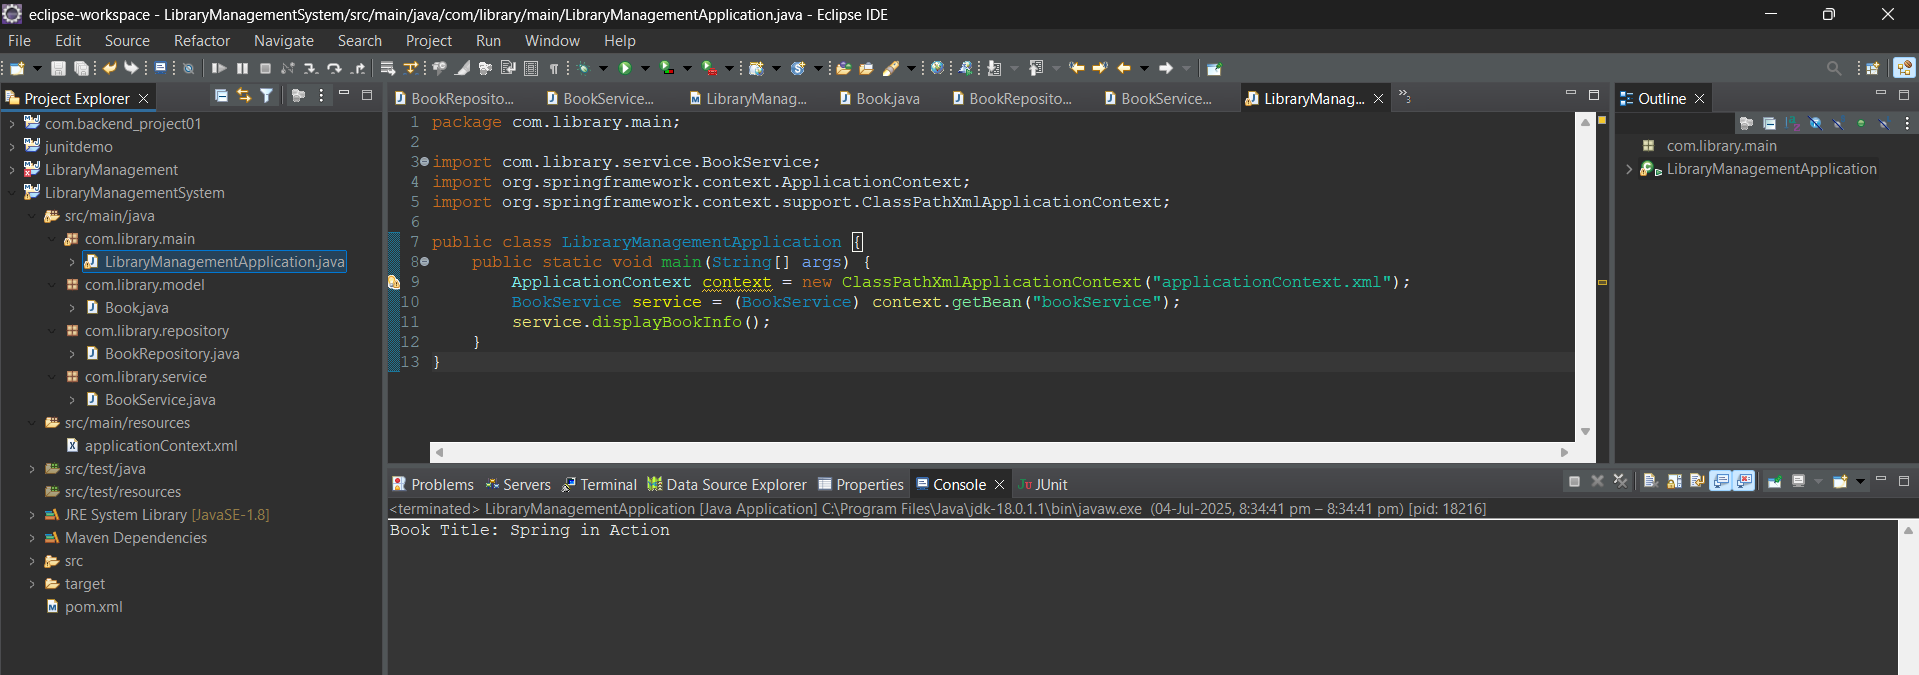 eclipse-workspace - LibraryManagementSystem/src/main/java/com/library/main/LibraryManagementApplication.java - Eclipse IDE
File Edit Source Refactor Navigate Search Project Run Window Help
Project Explorer
com.backend_project01
junitdemo
LibraryManagement
LibraryManagementSystem
src/main/java
com.library.main
LibraryManagementApplication.java
com.library.model
Book.java
com.library.repository
BookRepository.java
com.library.service
BookService.java
src/main/resources
applicationContext.xml
src/test/java
src/test/resources
JRE System Library [JavaSE-1.8]
Maven Dependencies
src
target
pom.xml
BookReposito... BookService... LibraryManag... Book.java BookReposito... BookService... LibraryManag... »3
1 package com.library.main;
2
3 import com.library.service.BookService;
4 import org.springframework.context.ApplicationContext;
5 import org.springframework.context.support.ClassPathXmlApplicationContext;
6
7 public class LibraryManagementApplication {
8 public static void main(String[] args) {
9 ApplicationContext context = new ClassPathXmlApplicationContext("applicationContext.xml");
10 BookService service = (BookService) context.getBean("bookService");
11 service.displayBookInfo();
12 }
13 }
Outline
com.library.main
LibraryManagementApplication
Problems Servers Terminal Data Source Explorer Properties Console JUnit
<terminated> LibraryManagementApplication [Java Application] C:\Program Files\Java\jdk-18.0.1.1\bin\javaw.exe (04-Jul-2025, 8:34:41 pm – 8:34:41 pm) [pid: 18216]
Book Title: Spring in Action